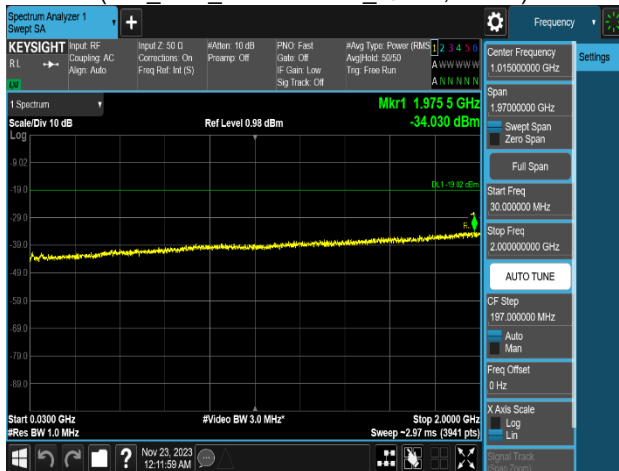 Spectrum Analyzer 1
Swept SA
+
Frequency
KEYSIGHT
RL
Input: RF
Coupling: AC
Align: Auto
Input Z: 50 Ω
Corrections: On
Freq Ref: Int (S)
#Atten: 10 dB
Preamp: Off
PNO: Fast
Gate: Off
IF Gain: Low
Sig Track: Off
#Avg Type: Power (RMS
Avg|Hold: 50/50
Trig: Free Run
1 2 3 4 5 6
A W W W W W
A N N N N N
1 Spectrum
Scale/Div 10 dB
Log
Ref Level 0.98 dBm
Mkr1 1.975 5 GHz
-34.030 dBm
-9.02
-19.0
DL1 -19.02 dBm
-29.0
-39.0
-49.0
-59.0
-69.0
-79.0
-89.0
Start 0.0300 GHz
#Res BW 1.0 MHz
#Video BW 3.0 MHz*
Stop 2.0000 GHz
Sweep ~2.97 ms (3941 pts)
Nov 23, 2023
12:11:59 AM
Center Frequency
1.015000000 GHz
Settings
Span
1.97000000 GHz
Swept Span
Zero Span
Full Span
Start Freq
30.000000 MHz
Stop Freq
2.000000000 GHz
AUTO TUNE
CF Step
197.000000 MHz
Auto
Man
Freq Offset
0 Hz
X Axis Scale
Log
Lin
Signal Track
(Span Zoom)